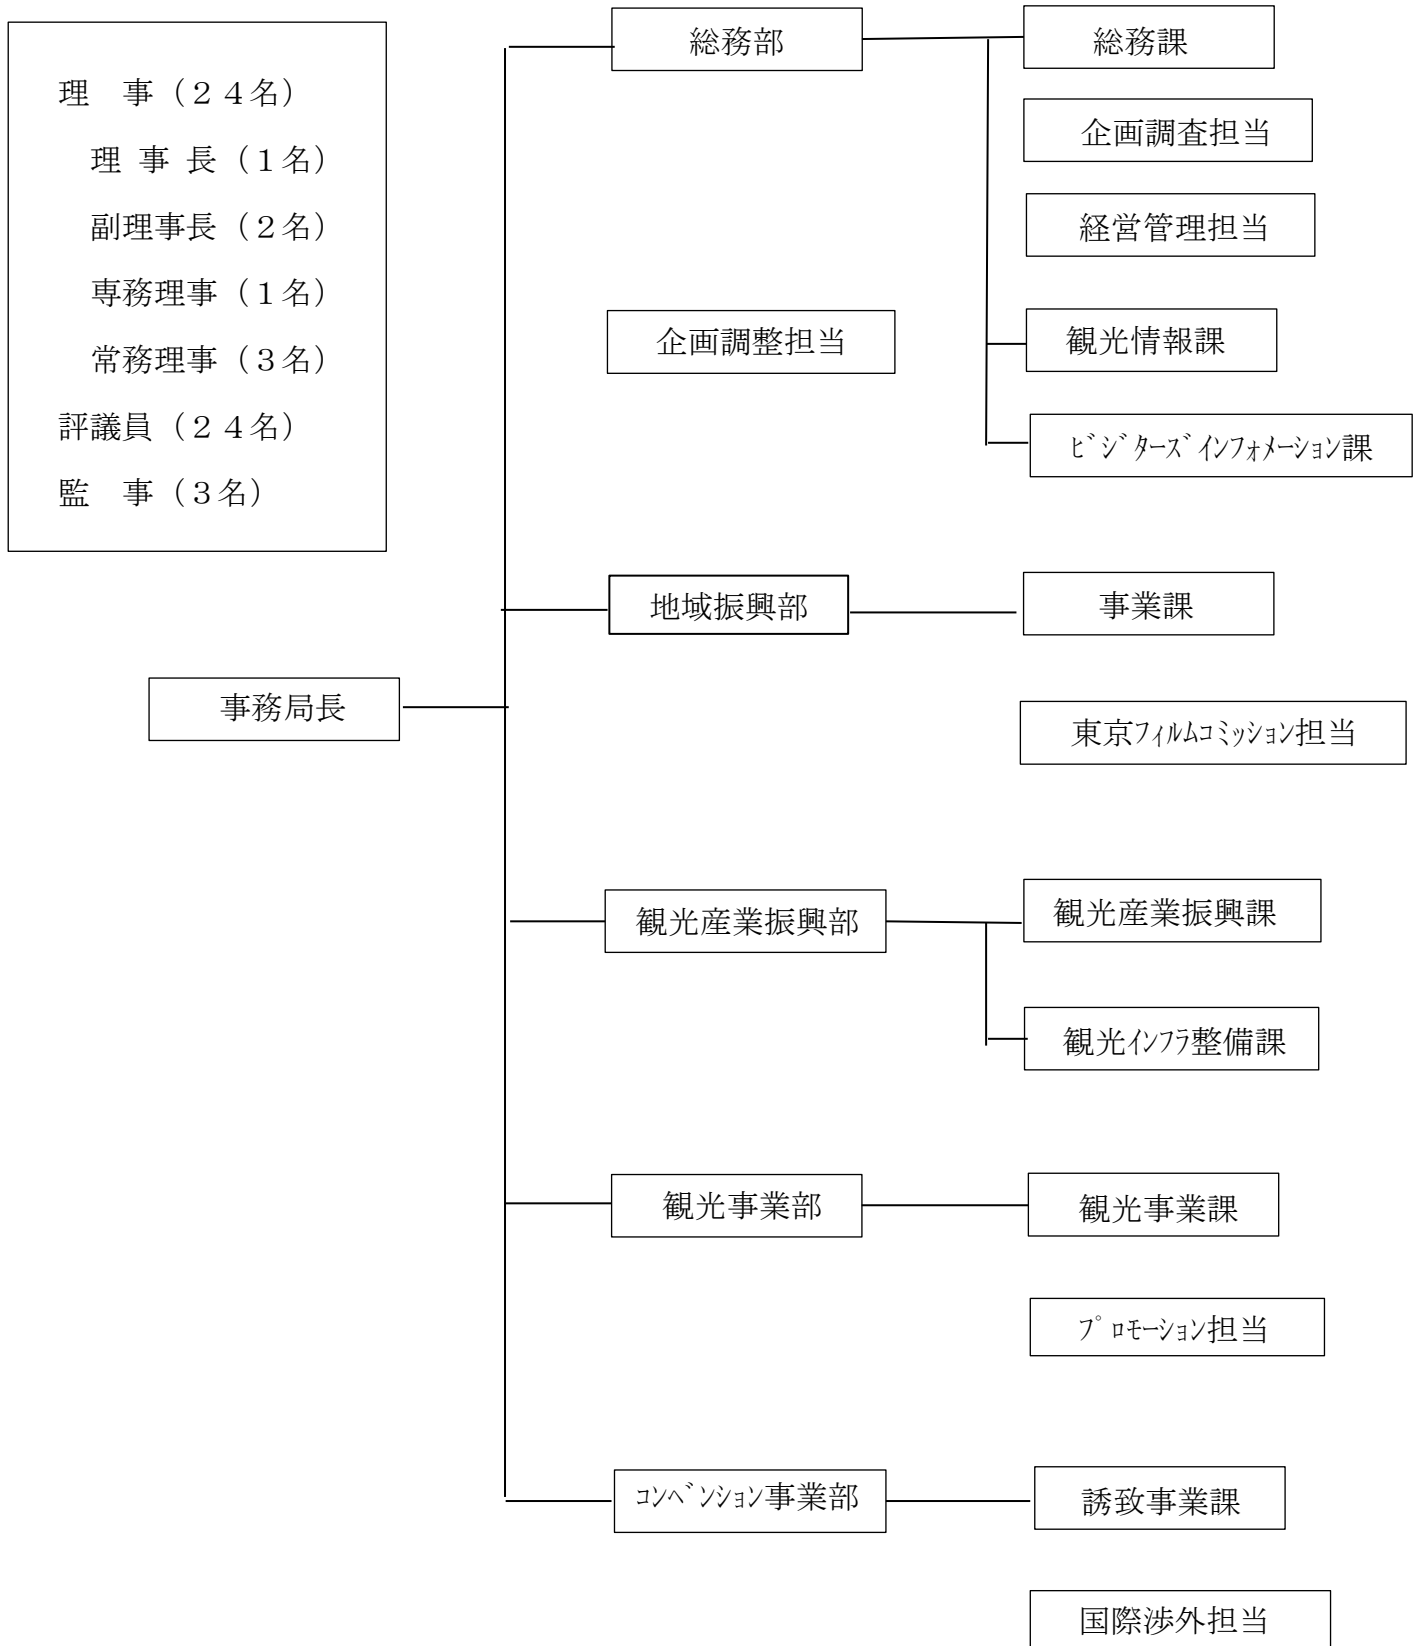 理　事（２４名）
理 事 長（１名）
副理事長（２名）
専務理事（１名）
常務理事（３名）
評議員（２４名）
監　事（３名）
事務局長
総務部
総務課
企画調査担当
経営管理担当
企画調整担当
観光情報課
ﾋﾞｼﾞﾀｰｽﾞｲﾝﾌｫﾒｰｼｮﾝ課
地域振興部
事業課
東京ﾌｨﾙﾑｺﾐｯｼｮﾝ担当
観光産業振興部
観光産業振興課
観光ｲﾝﾌﾗ整備課
観光事業部
観光事業課
ﾌﾟﾛﾓｰｼｮﾝ担当
ｺﾝﾍﾞﾝｼｮﾝ事業部
誘致事業課
国際渉外担当